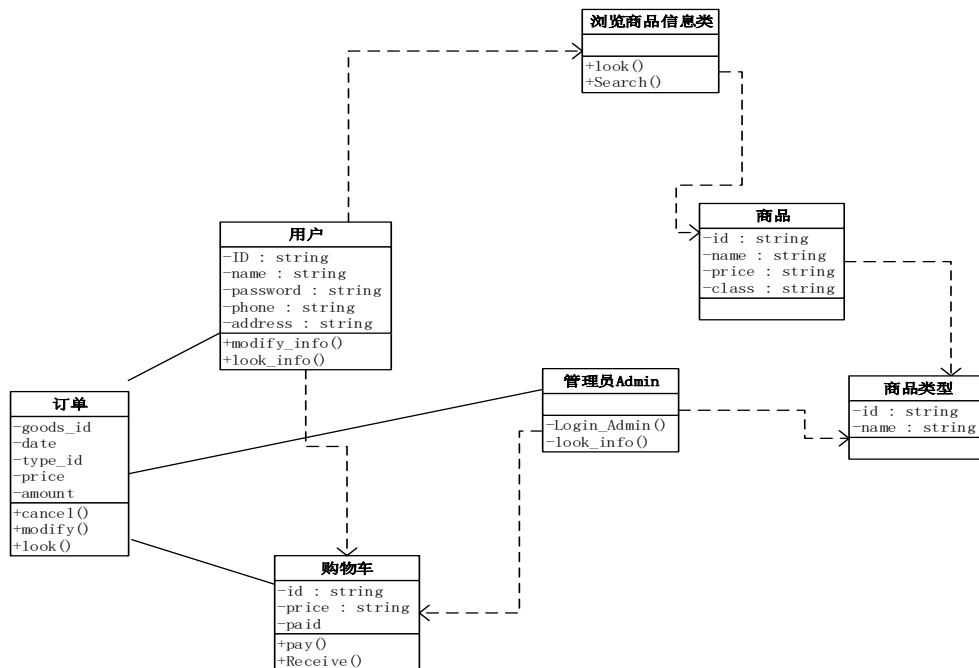 浏览商品信息类
+look()
+Search()
商品
-id : string
-name : string
-price : string
-class : string
用户
-ID : string
-name : string
-password : string
-phone : string
-address : string
+modify_info()
+look_info()
管理员Admin
-Login_Admin()
-look_info()
商品类型
-id : string
-name : string
订单
-goods_id
-date
-type_id
-price
-amount
+cancel()
+modify()
+look()
购物车
-id : string
-price : string
-paid
+pay()
+Receive()